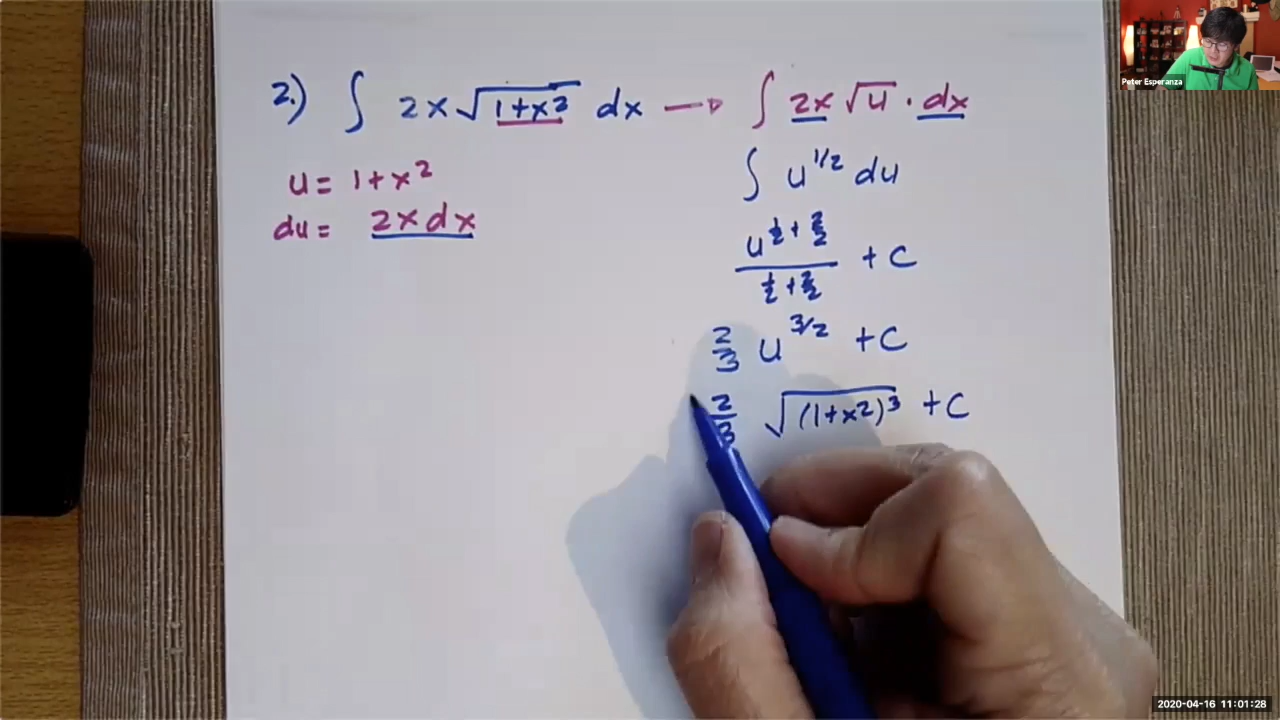 2.) ∫ 2x √(1+x²) dx → ∫ 2x √u · dx
u = 1+x²
du = 2x dx
∫ u^(1/2) du
u^(1/2 + 2/2) / (1/2 + 2/2) + C
2/3 u^(3/2) + C
2/3 √((1+x²)³) + C
Peter Esperanza
2020-04-16 11:01:28